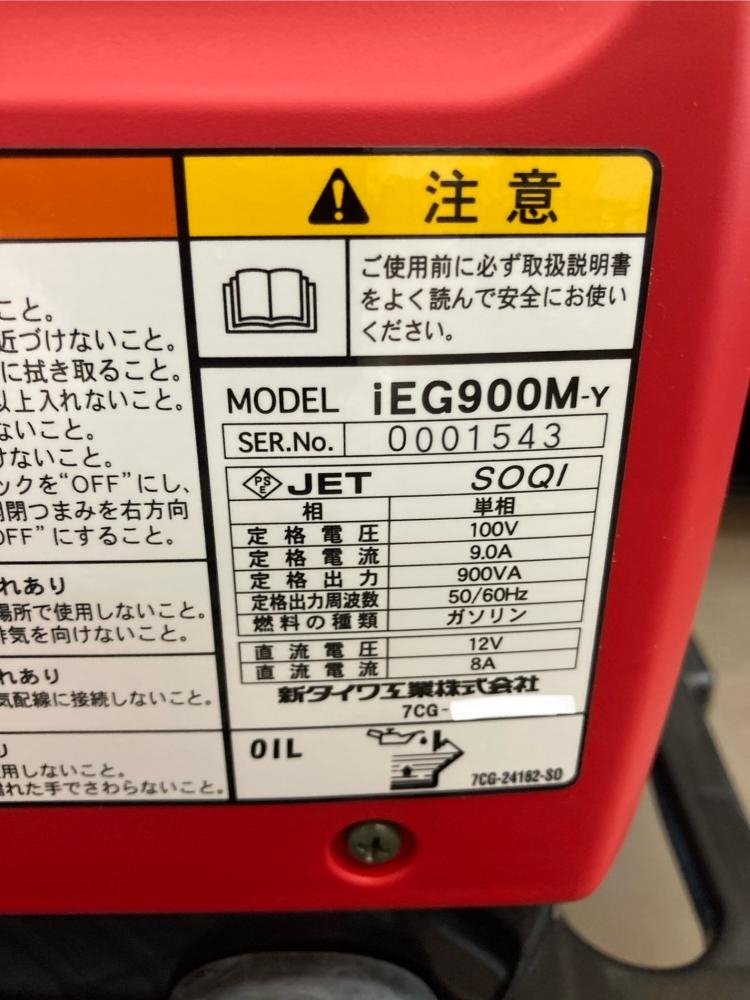 注意
ご使用前に必ず取扱説明書
をよく読んで安全にお使い
ください。
こと。
近づけないこと。
に拭き取ること。
以上入れないこと。
ないこと。
けないこと。
ックを“OFF”にし、
開閉つまみを右方向
OFF”にすること。
れあり
場所で使用しないこと。
排気を向けないこと。
れあり
気配線に接続しないこと。
り
用しないこと。
濡れた手でさわらないこと。
MODEL iEG900M-Y
SER.No. 0001543
PSE JET SOQI
相 単相
定格電圧 100V
定格電流 9.0A
定格出力 900VA
定格出力周波数 50/60Hz
燃料の種類 ガソリン
直流電圧 12V
直流電流 8A
新ダイワ工業株式会社
7CG-
OIL
7CG-24162-S0